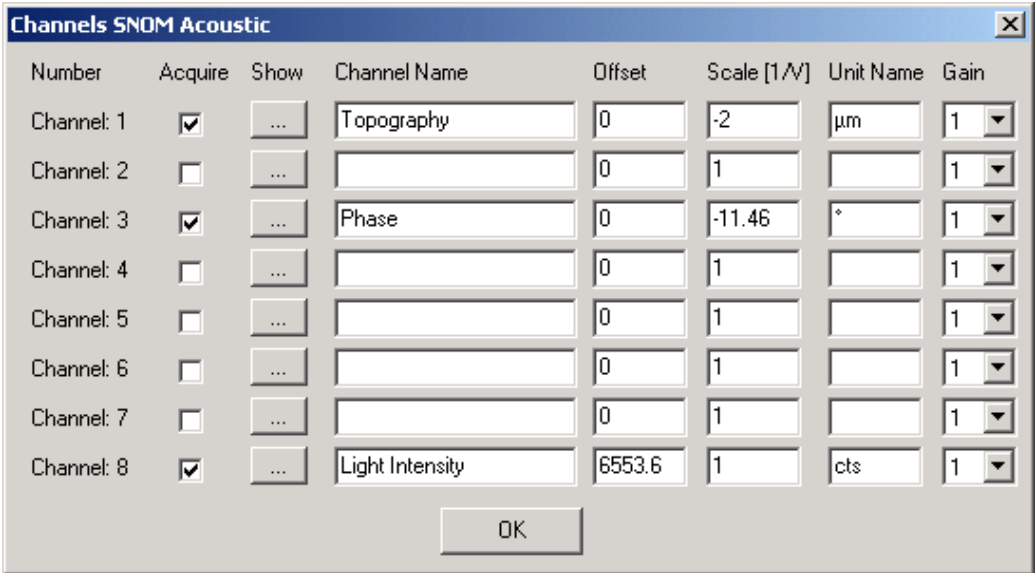 Channels SNOM Acoustic
Number Acquire Show Channel Name Offset Scale [1/V] Unit Name Gain
Channel: 1 ... Topography 0 -2 µm 1
Channel: 2 ... 0 1 1
Channel: 3 ... Phase 0 -11.46 ° 1
Channel: 4 ... 0 1 1
Channel: 5 ... 0 1 1
Channel: 6 ... 0 1 1
Channel: 7 ... 0 1 1
Channel: 8 ... Light Intensity 6553.6 1 cts 1
OK